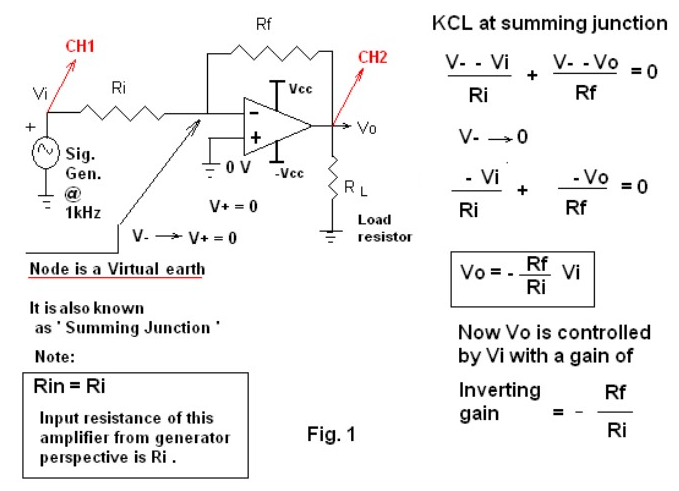 Rf
CH1
CH2
Vi
Ri
Vcc
-
+
Vo
+
Sig.
Gen.
@
1kHz
0 V
-Vcc
RL
V+ = 0
Load
resistor
V- → V+ = 0
Node is a Virtual earth
It is also known
as ' Summing Junction '
Note:
Rin = Ri
Input resistance of this
amplifier from generator
perspective is Ri .
Fig. 1
KCL at summing junction
V- - Vi
Ri
+
V- - Vo
Rf
= 0
V- → 0
- Vi
Ri
+
- Vo
Rf
= 0
Vo = -
Rf
Ri
Vi
Now Vo is controlled
by Vi with a gain of
Inverting
gain
= -
Rf
Ri